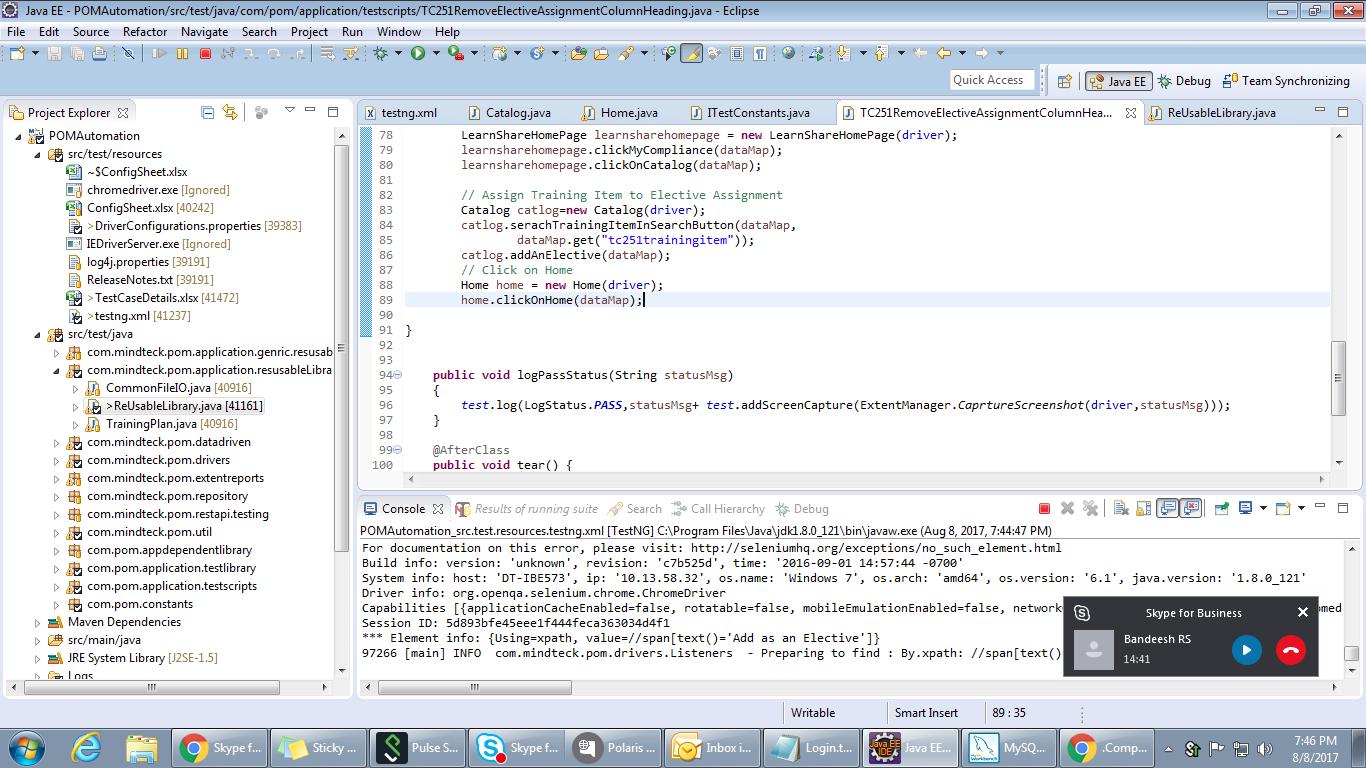 Java EE - POMAutomation/src/test/java/com/pom/application/testscripts/TC251RemoveElectiveAssignmentColumnHeading.java - Eclipse
File Edit Source Refactor Navigate Search Project Run Window Help
Quick Access Java EE Debug Team Synchronizing
Project Explorer
POMAutomation
src/test/resources
~$ConfigSheet.xlsx
chromedriver.exe [Ignored]
ConfigSheet.xlsx [40242]
>DriverConfigurations.properties [39383]
IEDriverServer.exe [Ignored]
log4j.properties [39191]
ReleaseNotes.txt [39191]
>TestCaseDetails.xlsx [41472]
>testng.xml [41237]
src/test/java
com.mindteck.pom.application.genric.resusab
com.mindteck.pom.application.resusableLibra
CommonFileIO.java [40916]
>ReUsableLibrary.java [41161]
TrainingPlan.java [40916]
com.mindteck.pom.datadriven
com.mindteck.pom.drivers
com.mindteck.pom.extentreports
com.mindteck.pom.repository
com.mindteck.pom.restapi.testing
com.mindteck.pom.util
com.pom.appdependentlibrary
com.pom.application.testlibrary
com.pom.application.testscripts
com.pom.constants
Maven Dependencies
src/main/java
JRE System Library [J2SE-1.5]
Logs
testng.xml Catalog.java Home.java ITestConstants.java TC251RemoveElectiveAssignmentColumnHea... ReUsableLibrary.java
78 LearnShareHomePage learnsharehomepage = new LearnShareHomePage(driver);
79 learnsharehomepage.clickMyCompliance(dataMap);
80 learnsharehomepage.clickOnCatalog(dataMap);
81
82 // Assign Training Item to Elective Assignment
83 Catalog catlog=new Catalog(driver);
84 catlog.serachTrainingItemInSearchButton(dataMap,
85 dataMap.get("tc251trainingitem"));
86 catlog.addAnElective(dataMap);
87 // Click on Home
88 Home home = new Home(driver);
89 home.clickOnHome(dataMap);
90
91 }
92
93
94 public void logPassStatus(String statusMsg)
95 {
96 test.log(LogStatus.PASS,statusMsg+ test.addScreenCapture(ExtentManager.CaprtureScreenshot(driver,statusMsg)));
97 }
98
99 @AfterClass
100 public void tear() {
Console Results of running suite Search Call Hierarchy Debug
POMAutomation_src.test.resources.testng.xml [TestNG] C:\Program Files\Java\jdk1.8.0_121\bin\javaw.exe (Aug 8, 2017, 7:44:47 PM)
For documentation on this error, please visit: http://seleniumhq.org/exceptions/no_such_element.html
Build info: version: 'unknown', revision: 'c7b525d', time: '2016-09-01 14:57:44 -0700'
System info: host: 'DT-IBE573', ip: '10.13.58.32', os.name: 'Windows 7', os.arch: 'amd64', os.version: '6.1', java.version: '1.8.0_121'
Driver info: org.openqa.selenium.chrome.ChromeDriver
Capabilities [{applicationCacheEnabled=false, rotatable=false, mobileEmulationEnabled=false, network
Session ID: 5d893bfe45eee1f444feca363034d4f1
*** Element info: {Using=xpath, value=//span[text()='Add as an Elective']}
97266 [main] INFO com.mindteck.pom.drivers.Listeners - Preparing to find : By.xpath: //span[text()
Skype for Business
Bandeesh RS
14:41
Writable Smart Insert 89 : 35
Skype f... Sticky ... Pulse S... Skype f... Polaris ... Inbox i... Login.t... Java EE... MySQ... .Comp...
7:46 PM
8/8/2017